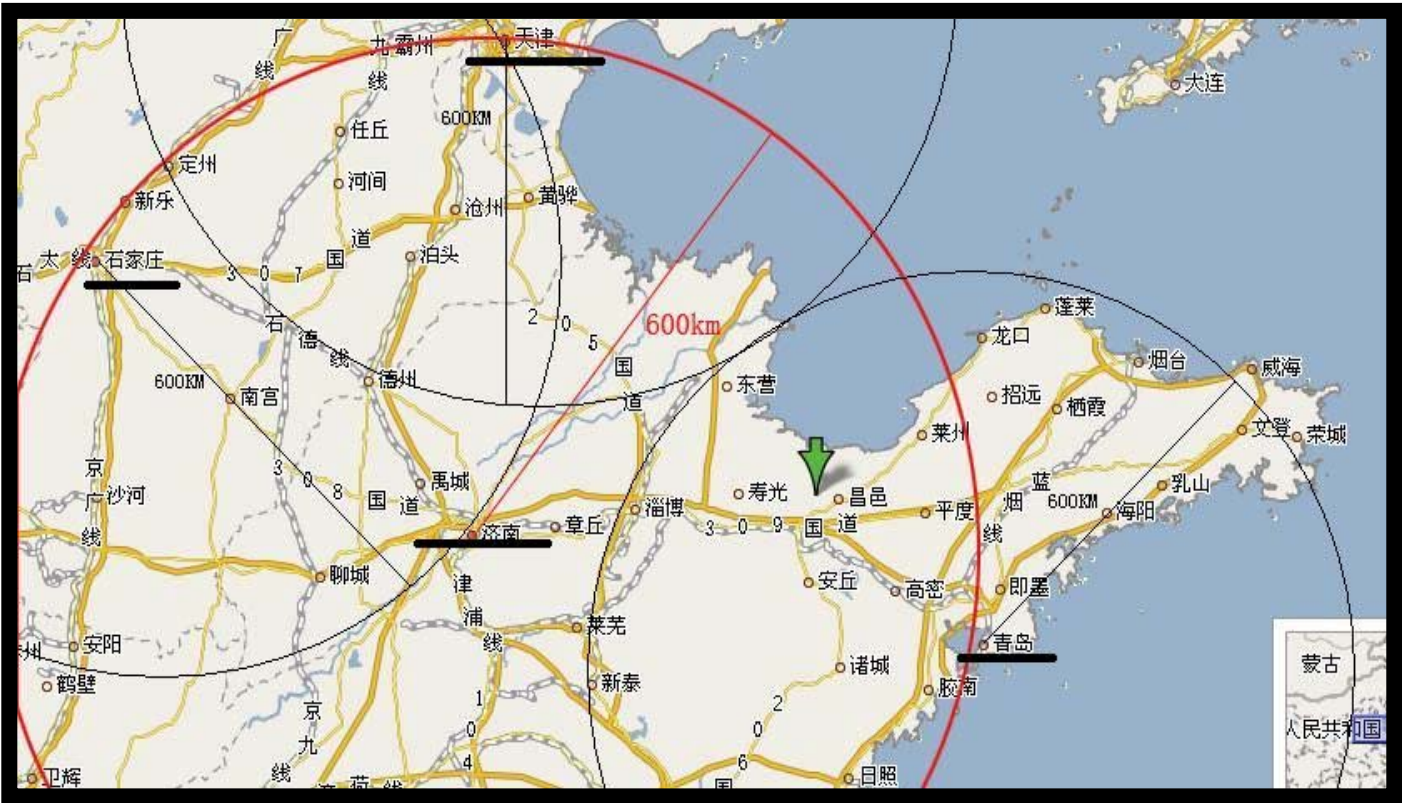 广
九
霸州
天津
线
线
大连
600KM
任丘
定州
河间
新乐
沧州
黄骅
石太线
石家庄
307国道
泊头
石德线
205国道
600km
蓬莱
龙口
烟台
威海
600KM
南宫
德州
东营
招远
栖霞
莱州
文登
荣城
京广线
沙河
308国道
禹城
寿光
昌邑
蓝烟线
600KM
乳山
海阳
淄博
309国道
平度
济南
章丘
聊城
津浦线
安丘
高密
即墨
安阳
莱芜
青岛
诸城
蒙古
鹤壁
新泰
胶南
京九线
104
206国
人民共和国
卫辉
日照